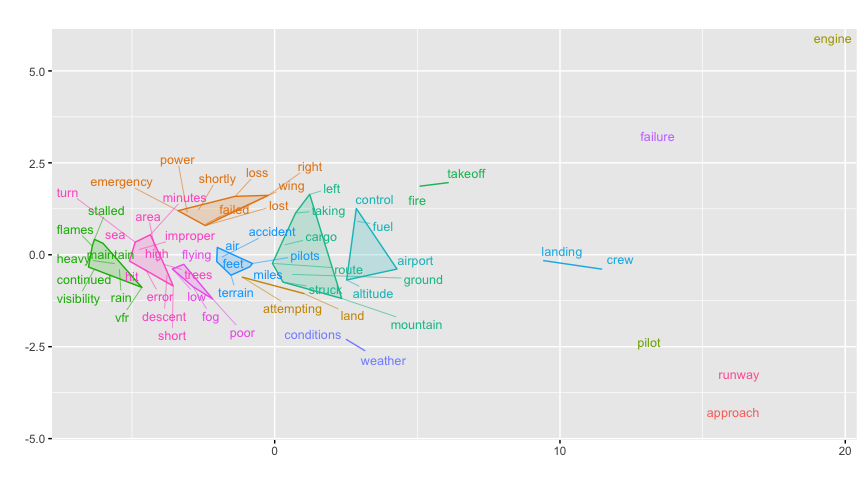 engine
5.0
failure
power
2.5
loss
right
takeoff
shortly
emergency
wing
left
turn
minutes
control
fire
lost
failed
taking
stalled
area
fuel
flames
accident
sea
improper
cargo
air
landing
0.0
maintain
high
flying
pilots
crew
heavy
feet
airport
route
hit
trees
miles
continued
ground
struck
terrain
altitude
visibility
rain
error
low
attempting
land
vfr
descent
fog
mountain
short
poor
conditions
pilot
-2.5
weather
runway
approach
-5.0
0
10
20